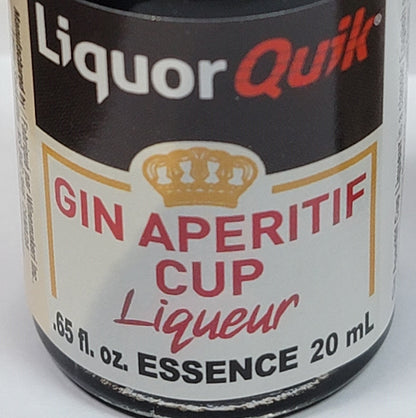 LiquorQuik®
GIN APERITIF
CUP
Liqueur
.65 fl. oz. ESSENCE 20 mL